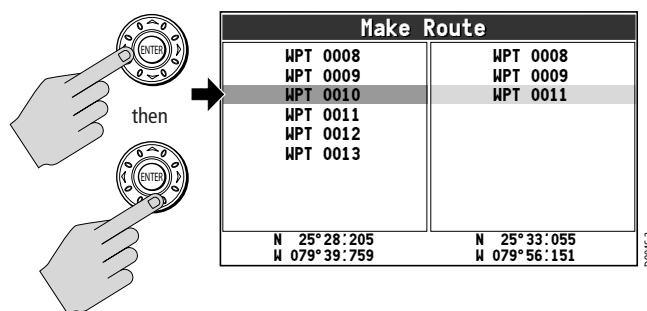 ENTER
then
ENTER
Make Route
WPT 0008
WPT 0009
WPT 0010
WPT 0011
WPT 0012
WPT 0013
WPT 0008
WPT 0009
WPT 0011
N 25°28.205
W 079°39.759
N 25°33.055
W 079°56.151